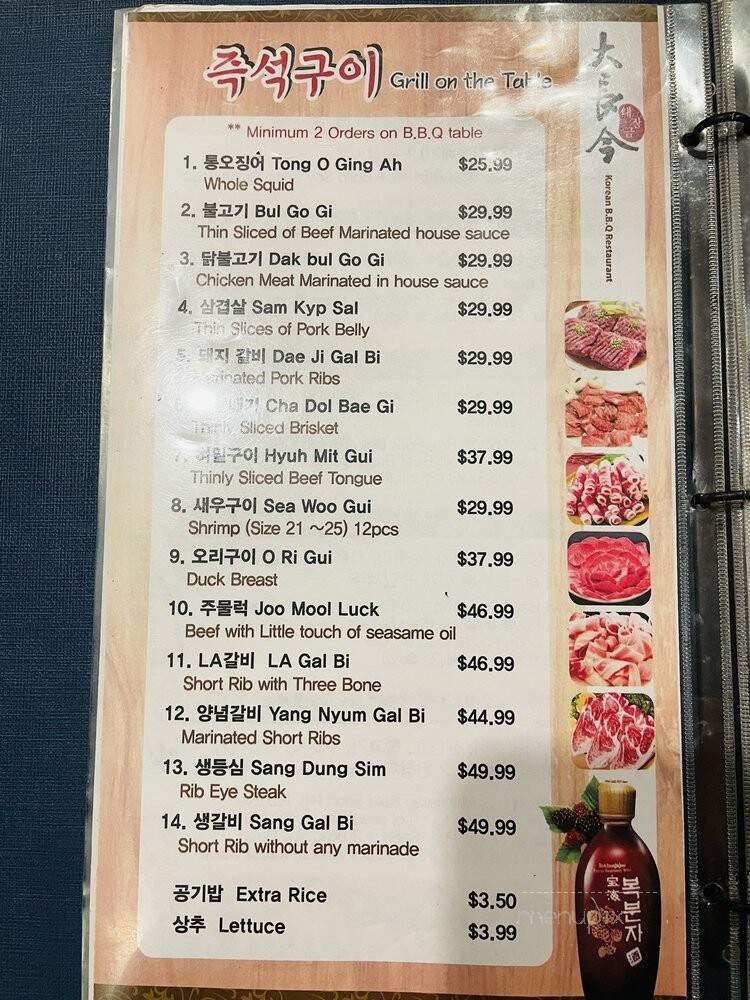 즉석구이 Grill on the Table
** Minimum 2 Orders on B.B.Q table
1. 통오징어 Tong O Ging Ah $25.99
Whole Squid
2. 불고기 Bul Go Gi $29.99
Thin Sliced of Beef Marinated house sauce
3. 닭불고기 Dak bul Go Gi $29.99
Chicken Meat Marinated in house sauce
4. 삼겹살 Sam Kyp Sal $29.99
Thin Slices of Pork Belly
5. 돼지 갈비 Dae Ji Gal Bi $29.99
Marinated Pork Ribs
Cha Dol Bae Gi $29.99
Thinly Sliced Brisket
7. 혀밑구이 Hyuh Mit Gui $37.99
Thinly Sliced Beef Tongue
8. 새우구이 Sea Woo Gui $29.99
Shrimp (Size 21 ~25) 12pcs
9. 오리구이 O Ri Gui $37.99
Duck Breast
10. 주물럭 Joo Mool Luck $46.99
Beef with Little touch of seasame oil
11. LA갈비 LA Gal Bi $46.99
Short Rib with Three Bone
12. 양념갈비 Yang Nyum Gal Bi $44.99
Marinated Short Ribs
13. 생등심 Sang Dung Sim $49.99
Rib Eye Steak
14. 생갈비 Sang Gal Bi $49.99
Short Rib without any marinade
공기밥 Extra Rice $3.50
상추 Lettuce $3.99
대장금
Korean B.B.Q Restaurant
복분자
menupix